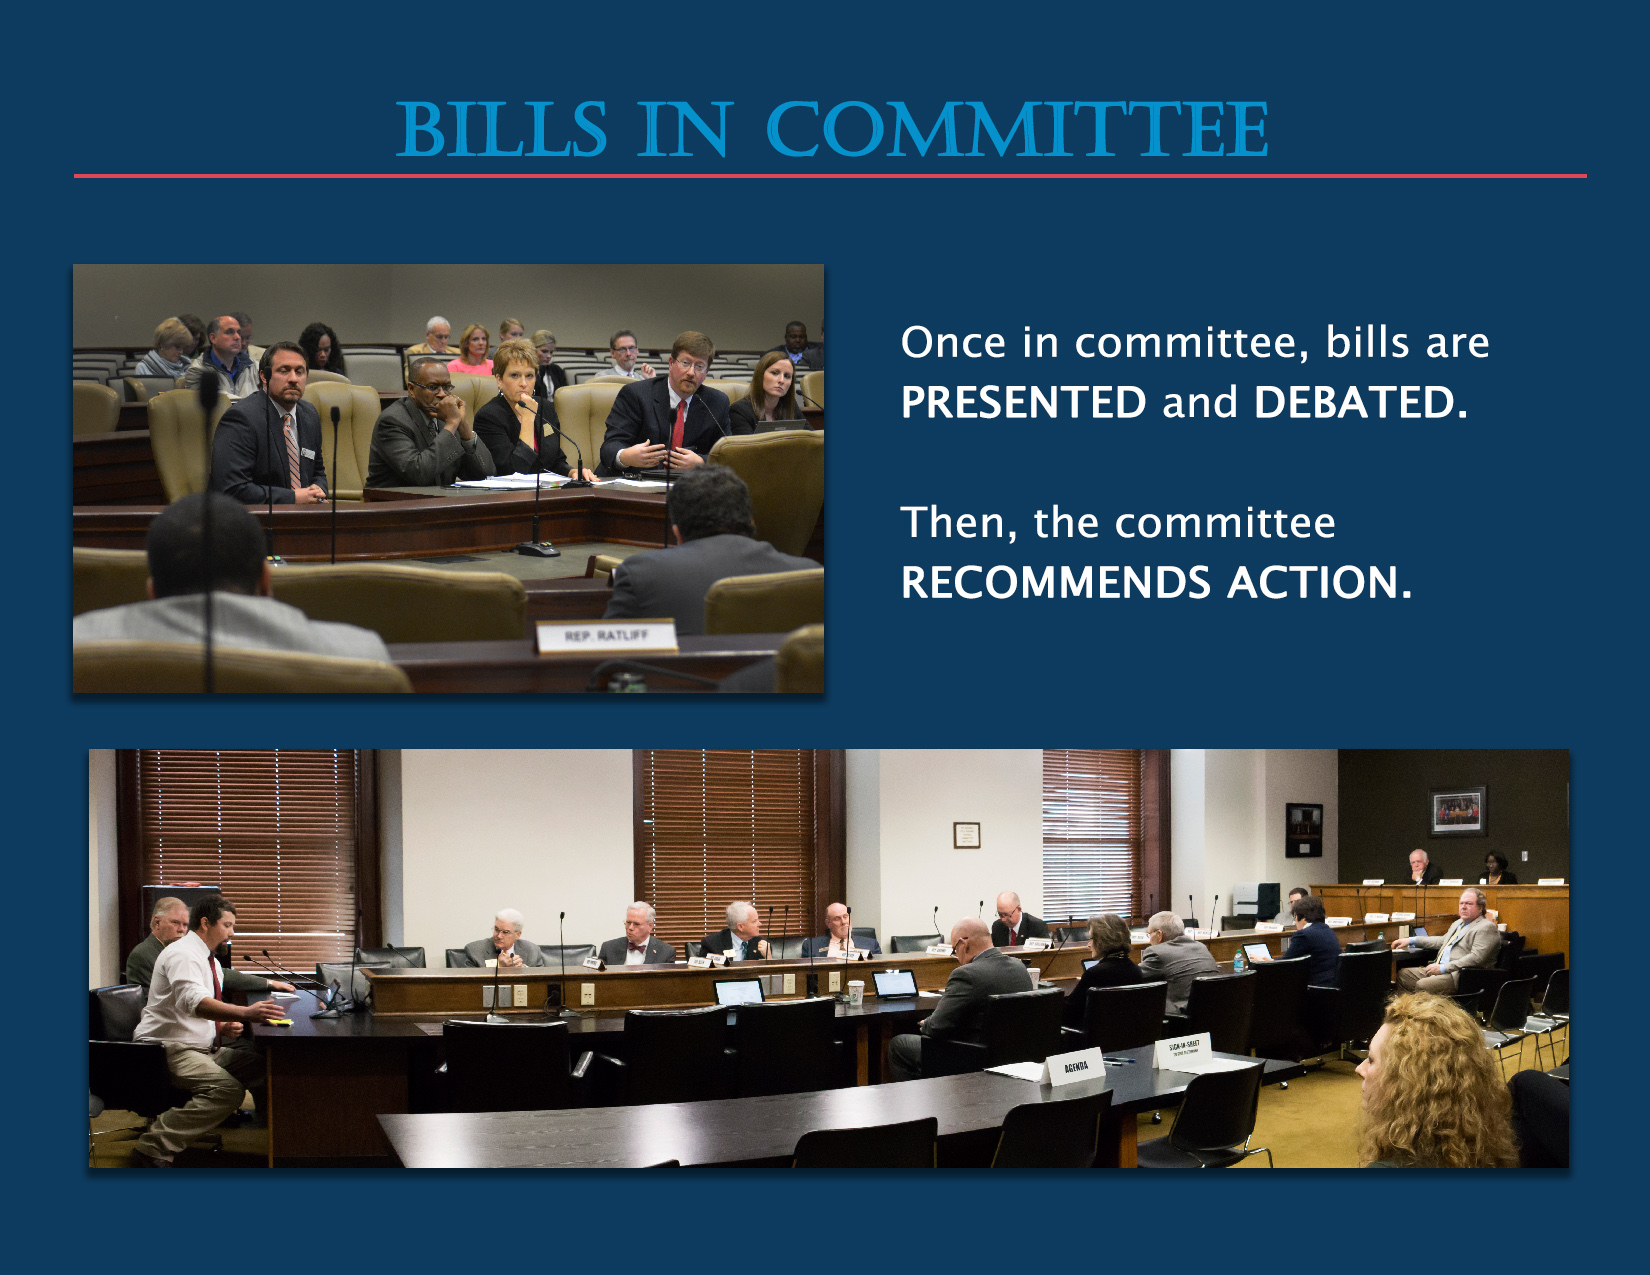 BILLS IN COMMITTEE
Once in committee, bills are
PRESENTED and DEBATED.
Then, the committee
RECOMMENDS ACTION.
REP. RATLIFF
AGENDA
SIGN-IN-SHEET